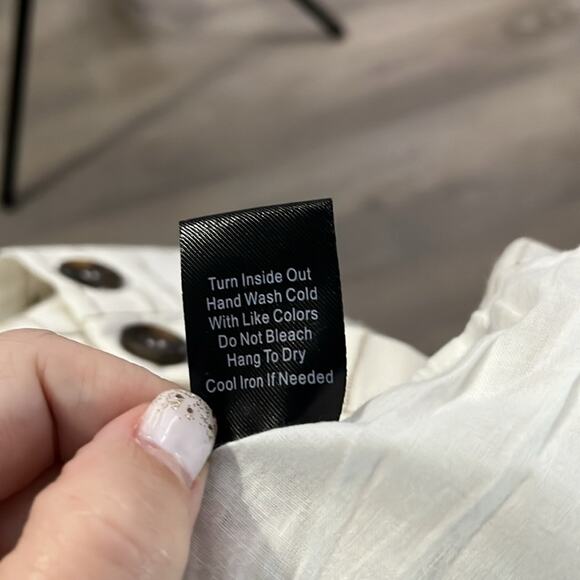 Turn Inside Out
Hand Wash Cold
With Like Colors
Do Not Bleach
Hang To Dry
Cool Iron If Needed